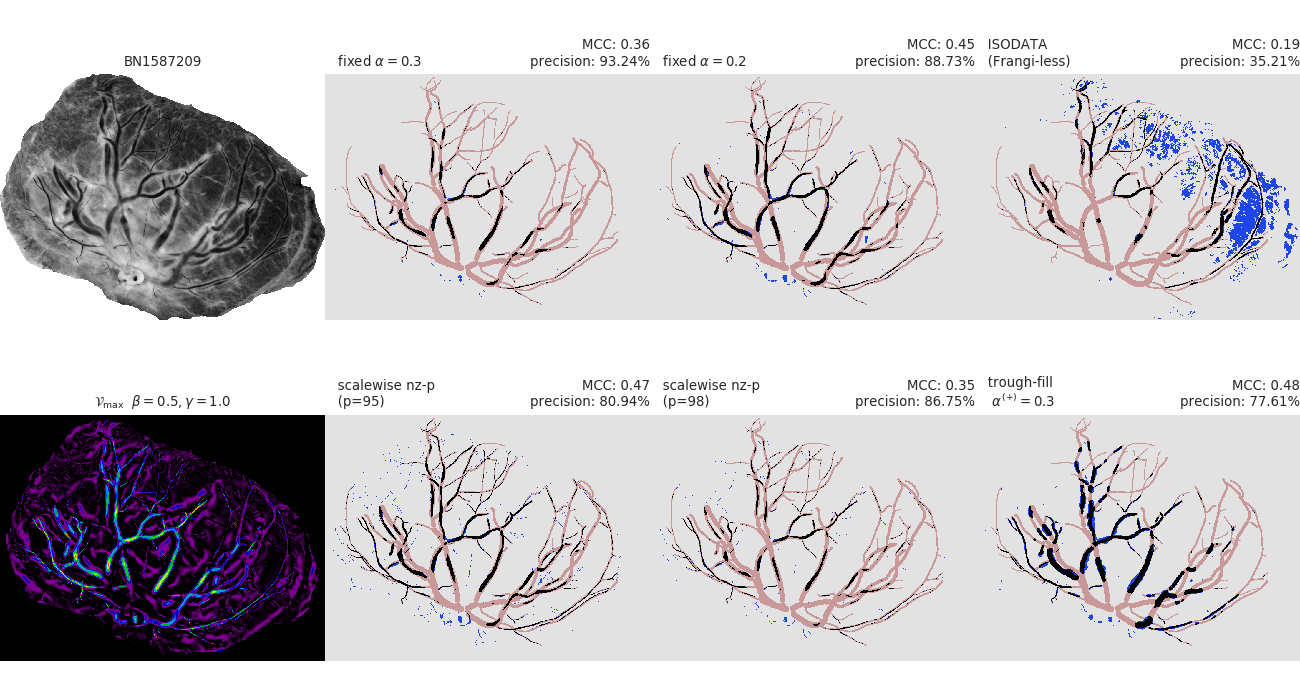 BN1587209
fixed α = 0.3
MCC: 0.36
precision: 93.24%
fixed α = 0.2
MCC: 0.45
precision: 88.73%
ISODATA
(Frangi-less)
MCC: 0.19
precision: 35.21%
𝒱max β = 0.5, γ = 1.0
scalewise nz-p
(p=95)
MCC: 0.47
precision: 80.94%
scalewise nz-p
(p=98)
MCC: 0.35
precision: 86.75%
trough-fill
α(+) = 0.3
MCC: 0.48
precision: 77.61%